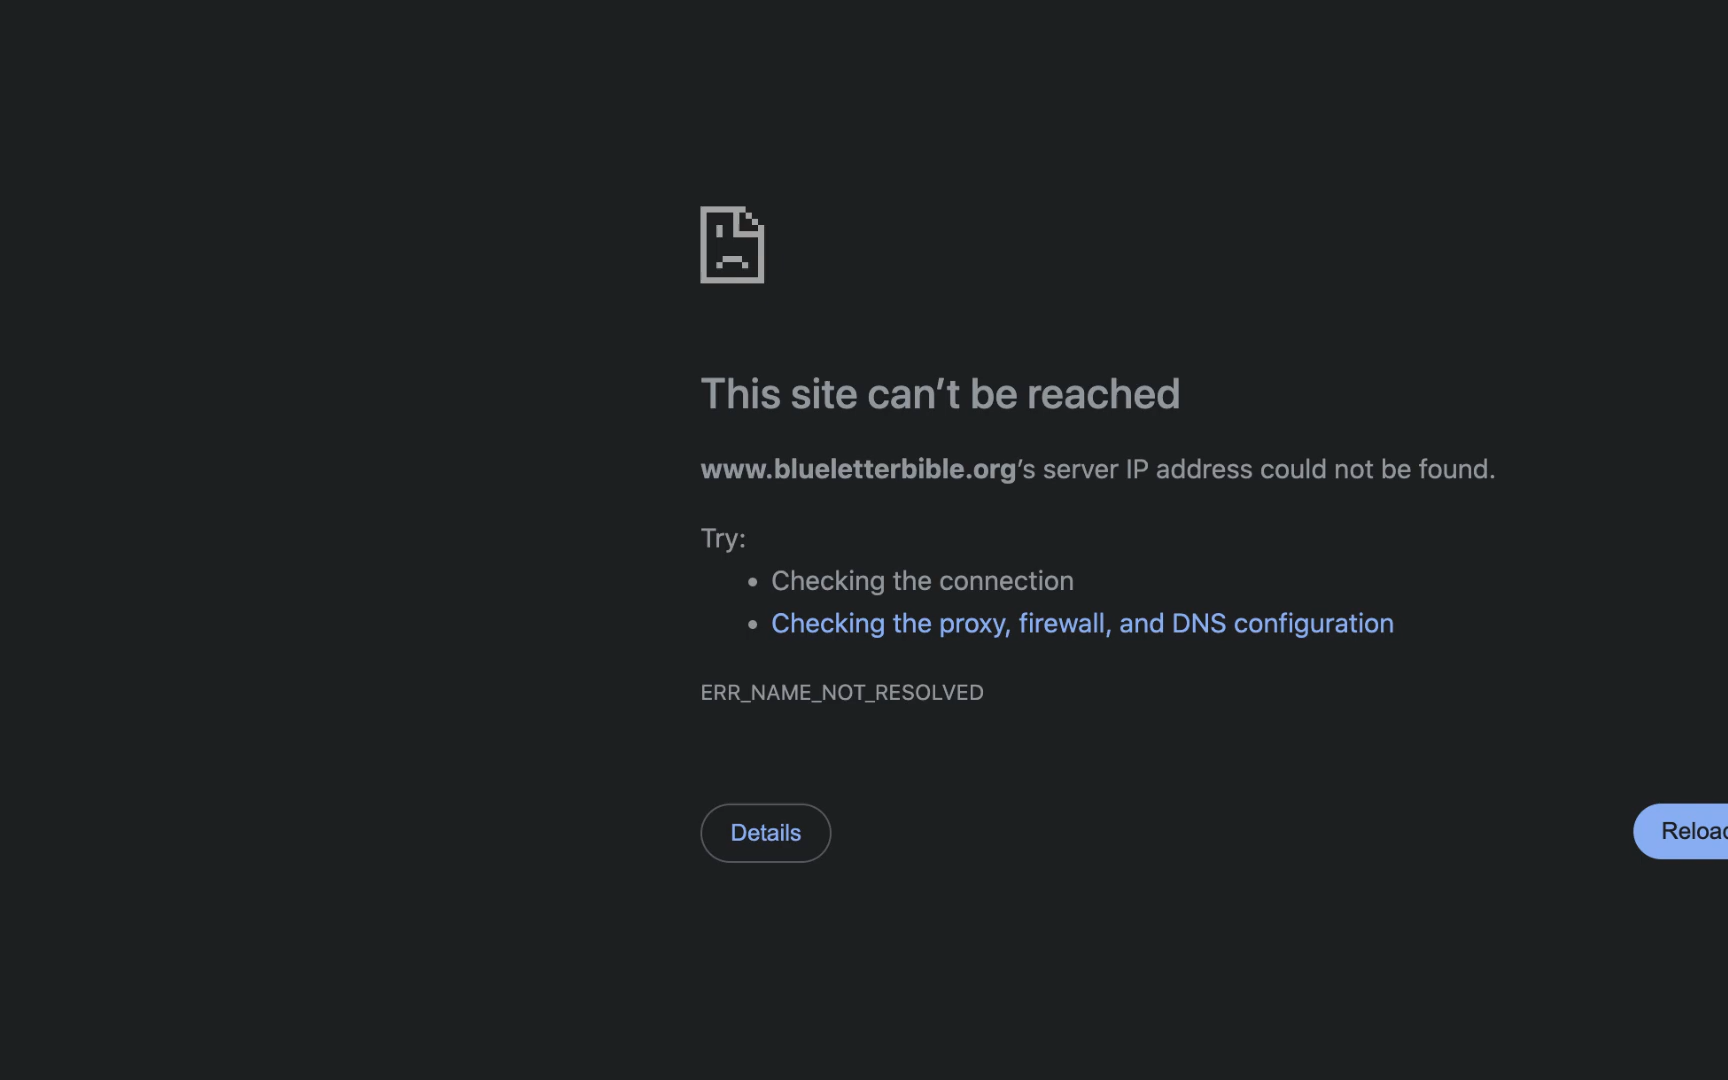 This site can’t be reached
www.blueletterbible.org’s server IP address could not be found.
Try:
• Checking the connection
• Checking the proxy, firewall, and DNS configuration
ERR_NAME_NOT_RESOLVED
Details
Reload